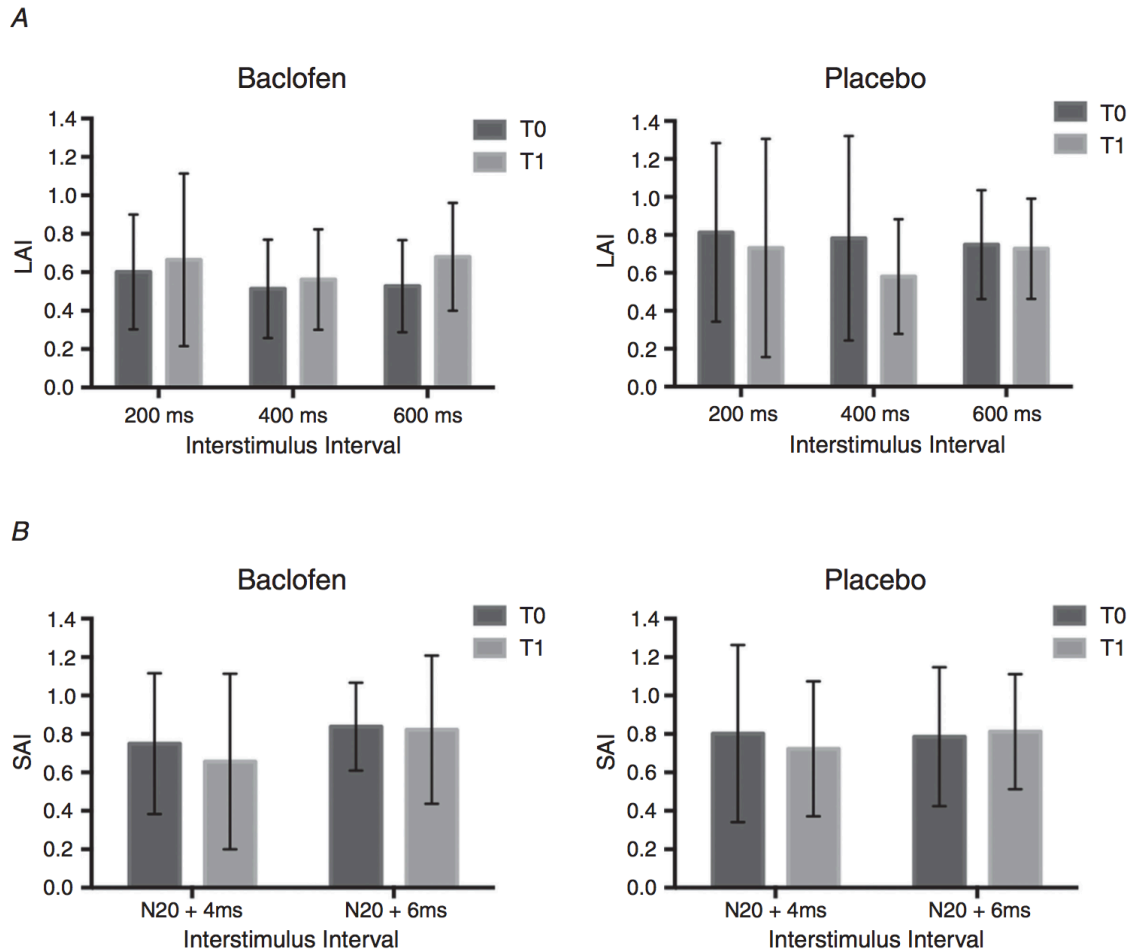 A
Baclofen
T0
T1
LAI
1.4
1.2
1.0
0.8
0.6
0.4
0.2
0.0
200 ms 400 ms 600 ms
Interstimulus Interval
Placebo
T0
T1
LAI
1.4
1.2
1.0
0.8
0.6
0.4
0.2
0.0
200 ms 400 ms 600 ms
Interstimulus Interval
B
Baclofen
T0
T1
SAI
1.4
1.2
1.0
0.8
0.6
0.4
0.2
0.0
N20 + 4ms N20 + 6ms
Interstimulus Interval
Placebo
T0
T1
SAI
1.4
1.2
1.0
0.8
0.6
0.4
0.2
0.0
N20 + 4ms N20 + 6ms
Interstimulus Interval